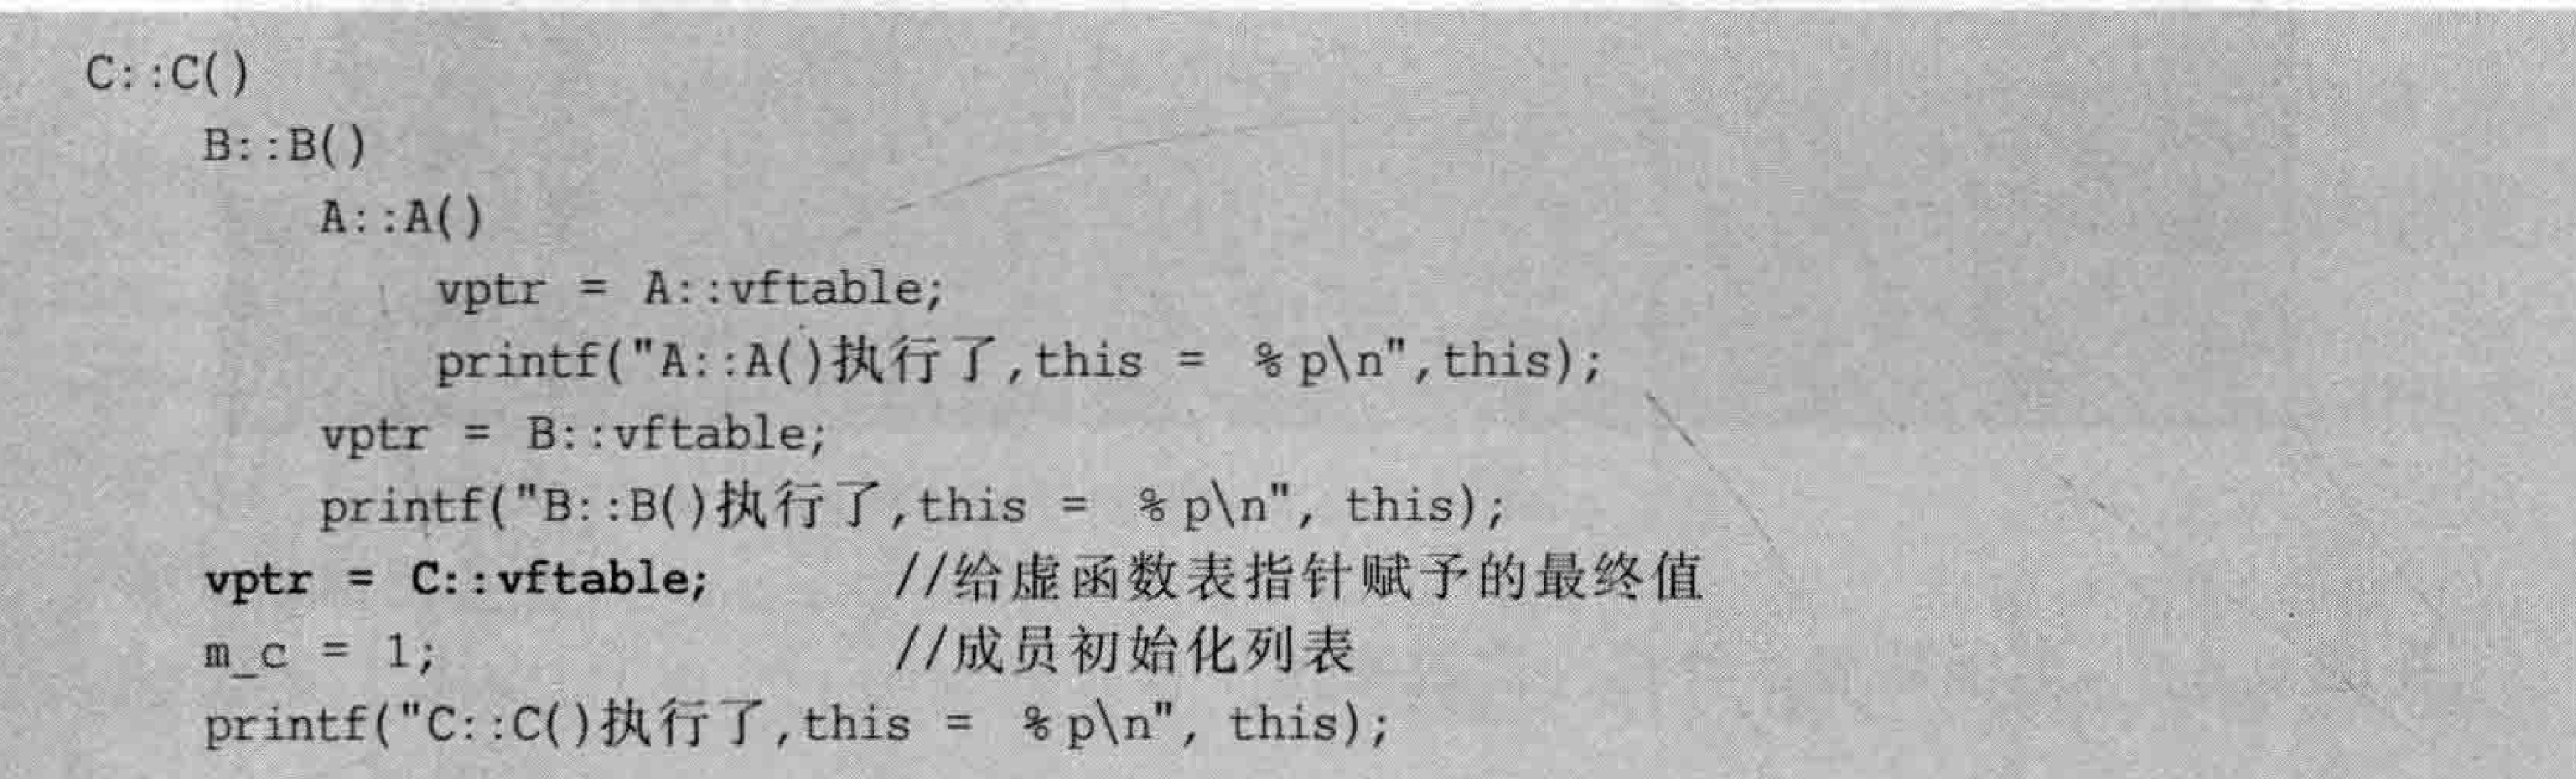 C::C()
B::B()
A::A()
vptr = A::vftable;
printf("A::A()执行了,this = %p\n",this);
vptr = B::vftable;
printf("B::B()执行了,this = %p\n", this);
vptr = C::vftable; //给虚函数表指针赋予的最终值
m_c = 1; //成员初始化列表
printf("C::C()执行了,this = %p\n", this);